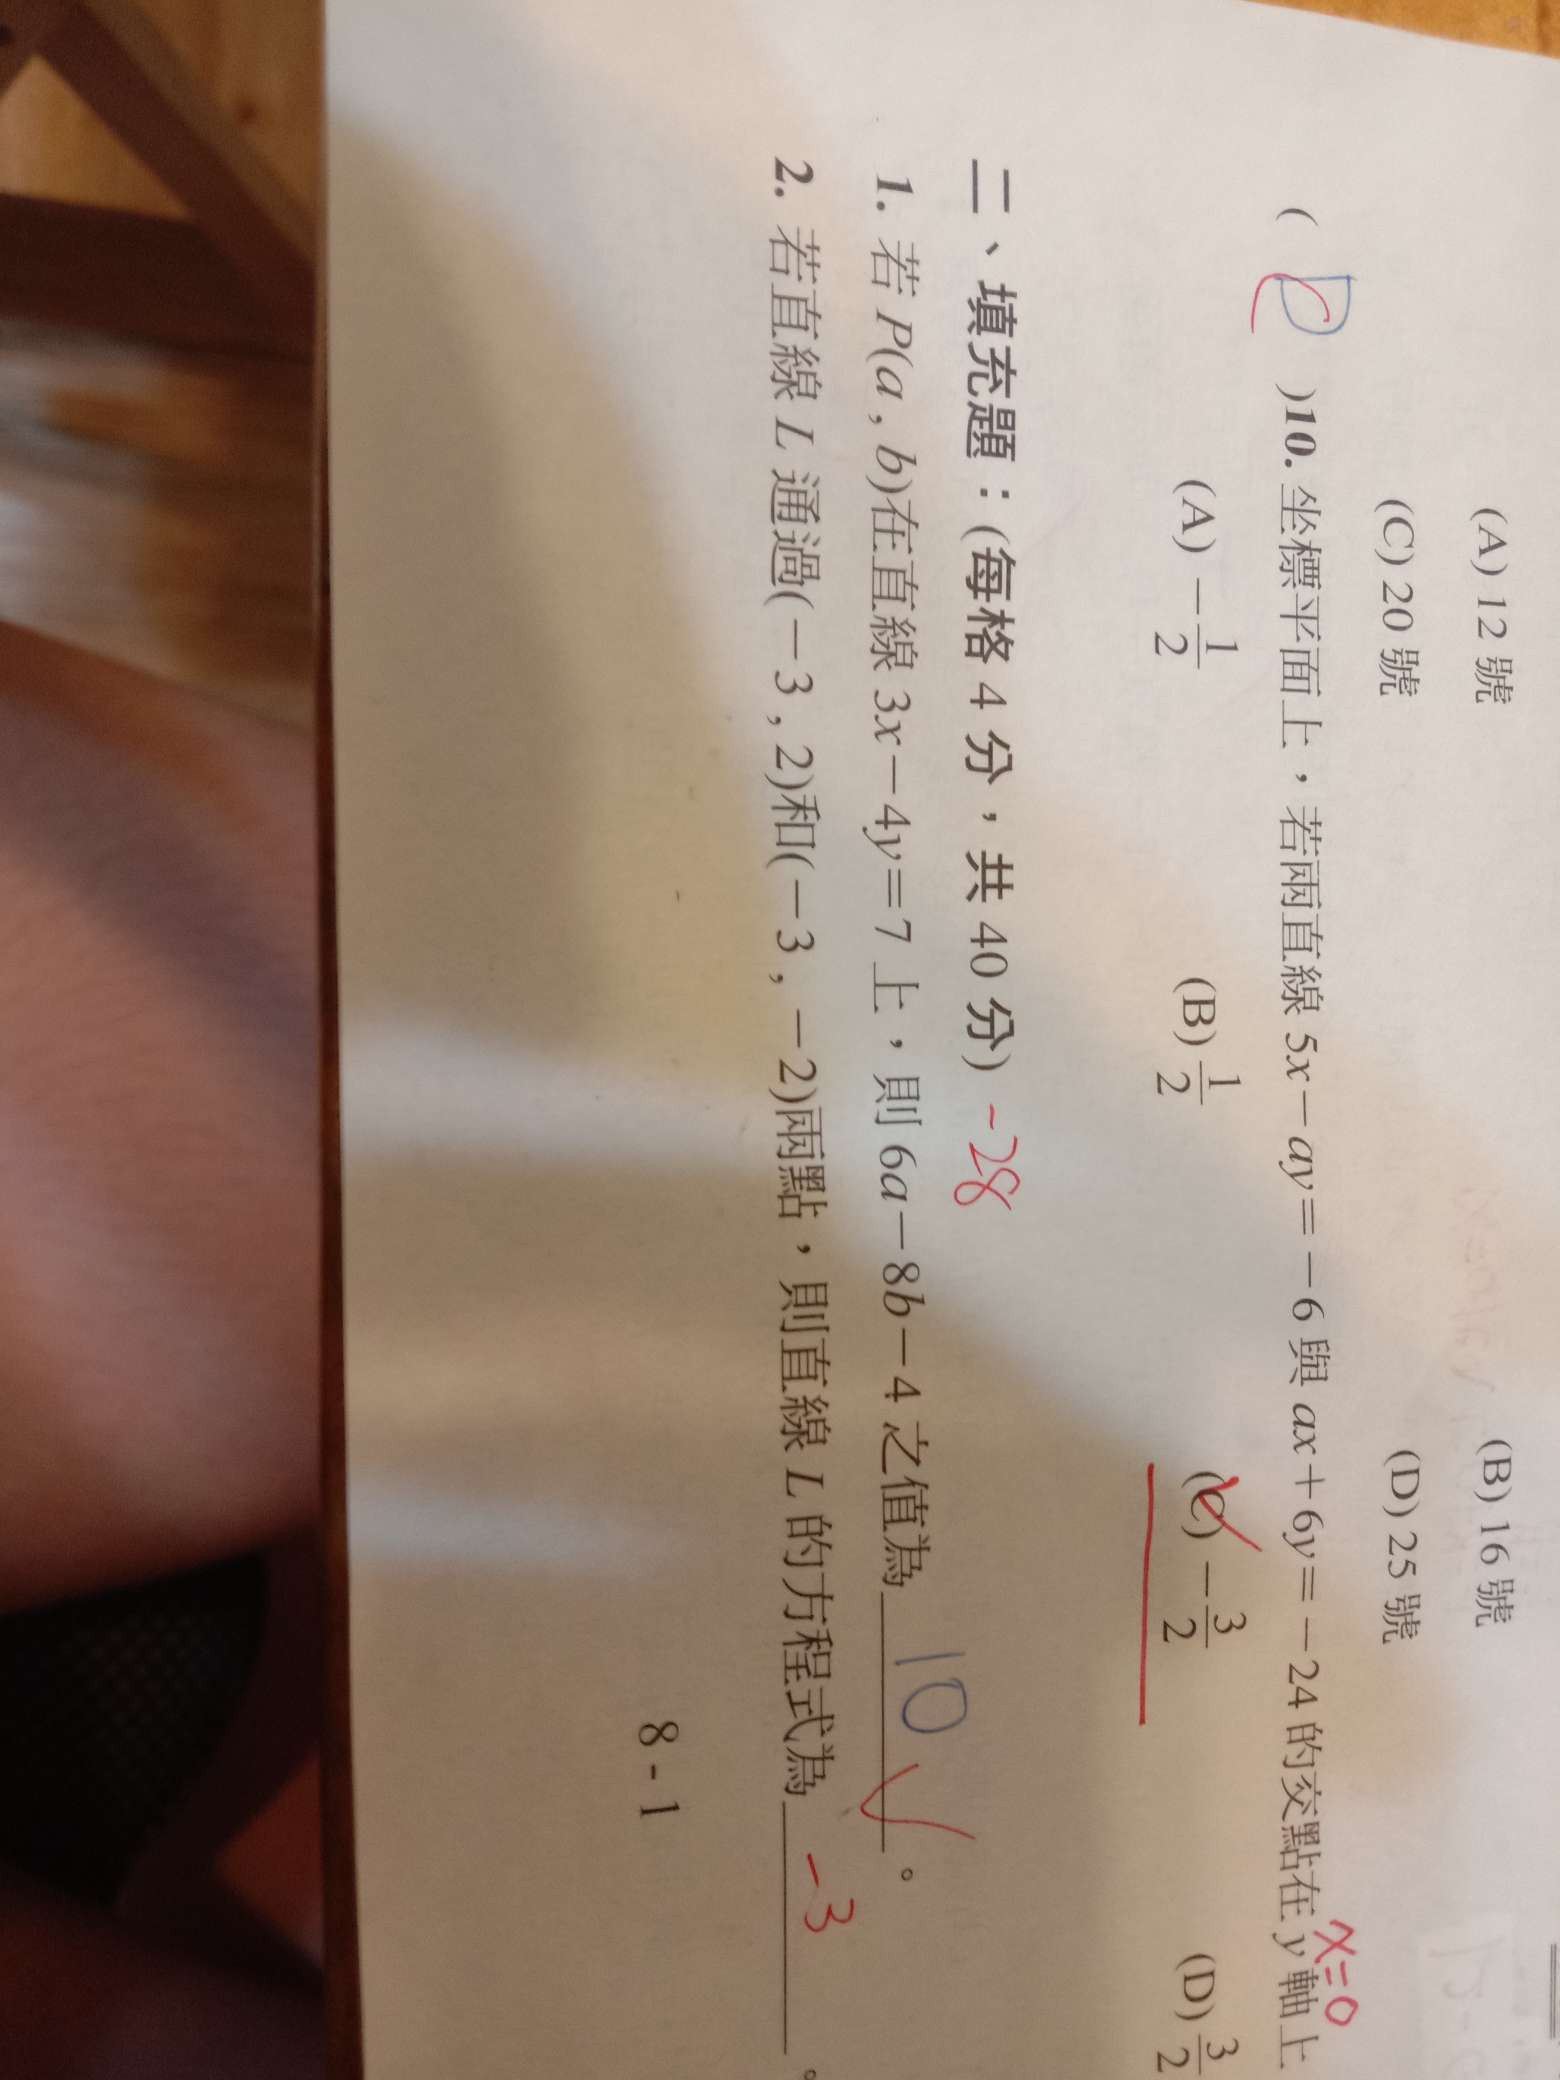 (A) 12 號 (B) 16 號
(C) 20 號 (D) 25 號
x=0
( D )10. 坐標平面上，若兩直線 5x－ay＝－6 與 ax＋6y＝－24 的交點在 y 軸上
(A) －1/2 (B) 1/2 (C) －3/2 (D) 3/2
二、填充題：(每格 4 分，共 40 分) -28
1. 若 P(a , b)在直線 3x－4y＝7 上，則 6a－8b－4 之值為 10 。
2. 若直線 L 通過(－3 , 2)和(－3 , －2)兩點，則直線 L 的方程式為 -3 。
8 - 1